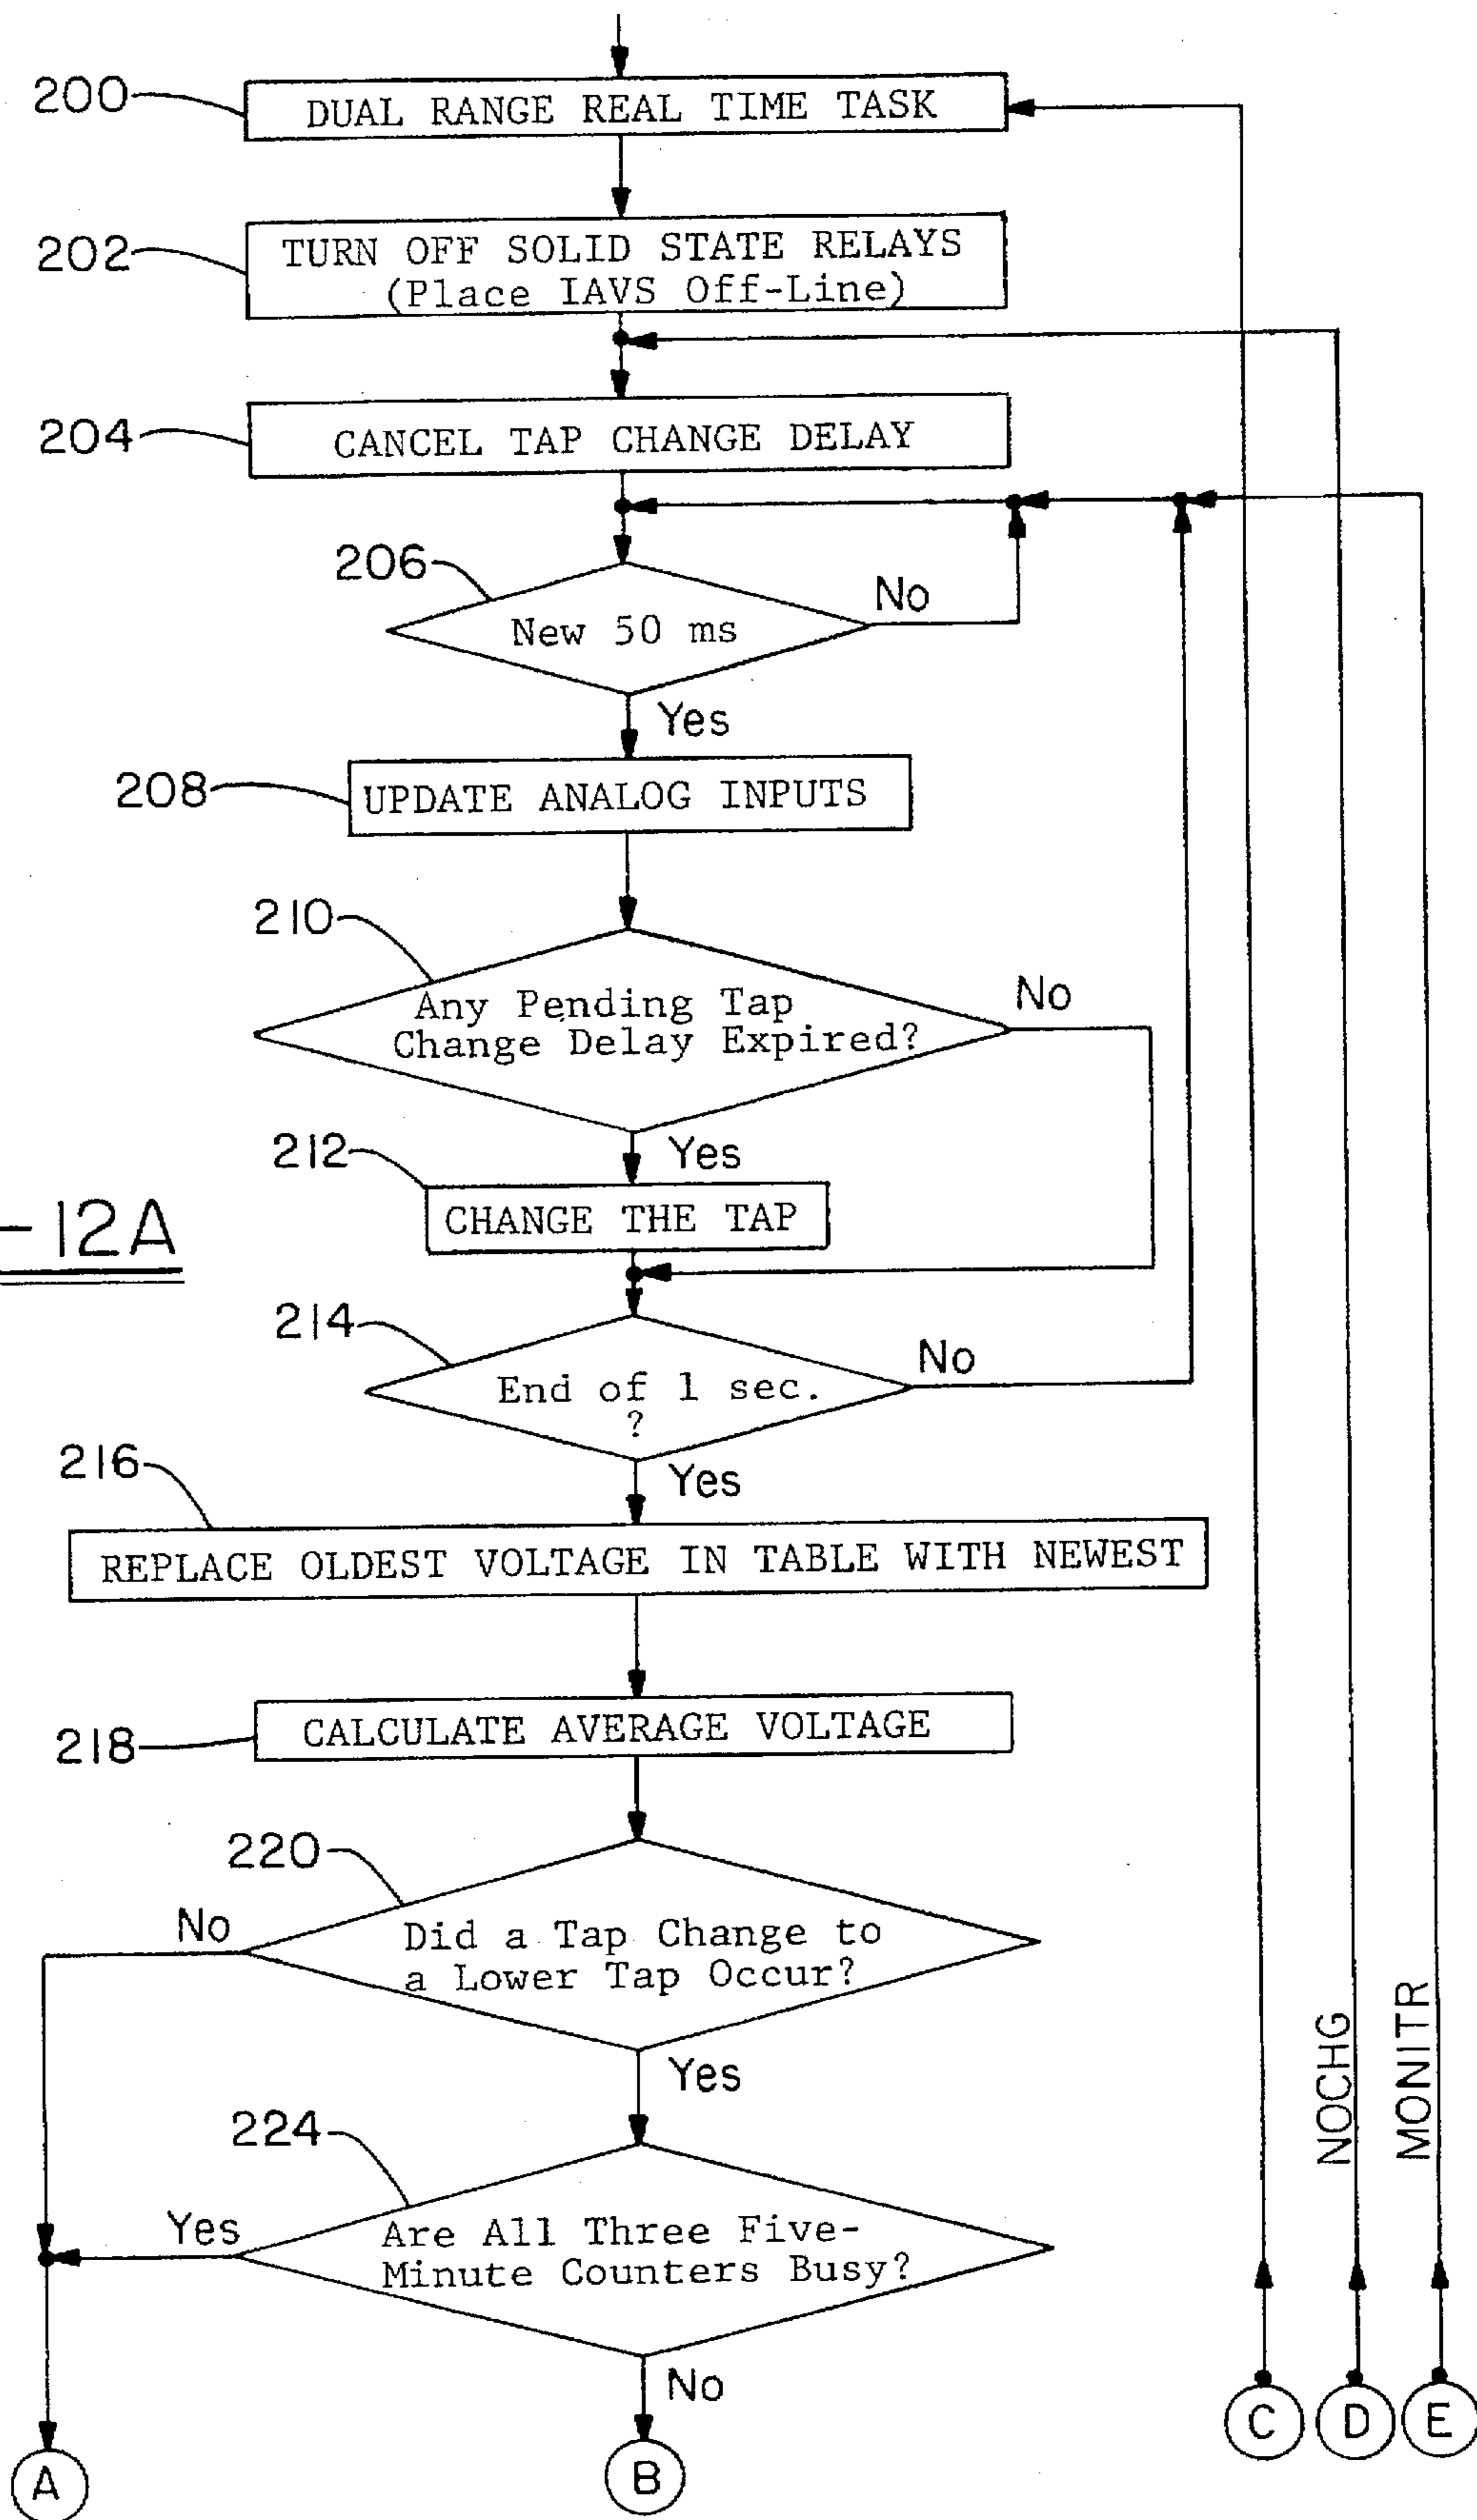 200
DUAL RANGE REAL TIME TASK
202
TURN OFF SOLID STATE RELAYS
(Place IAVS Off-Line)
204
CANCEL TAP CHANGE DELAY
206
No
New 50 ms
Yes
208
UPDATE ANALOG INPUTS
210
No
Any Pending Tap
Change Delay Expired?
Yes
212
CHANGE THE TAP
-12A
214
No
End of 1 sec.
?
Yes
216
REPLACE OLDEST VOLTAGE IN TABLE WITH NEWEST
218
CALCULATE AVERAGE VOLTAGE
220
No
Did a Tap Change to
a Lower Tap Occur?
Yes
NOCHG
MONITR
224
Yes
Are All Three Five-
Minute Counters Busy?
No
C
D
E
A
B